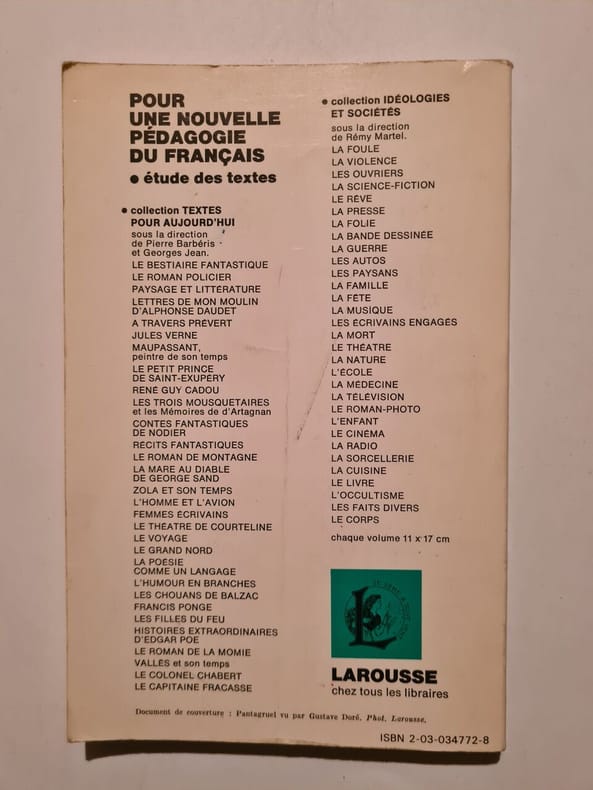 POUR
UNE NOUVELLE
PÉDAGOGIE
DU FRANÇAIS
● étude des textes
● collection TEXTES
POUR AUJOURD'HUI
sous la direction
de Pierre Barbéris
et Georges Jean.
LE BESTIAIRE FANTASTIQUE
LE ROMAN POLICIER
PAYSAGE ET LITTÉRATURE
LETTRES DE MON MOULIN
D'ALPHONSE DAUDET
A TRAVERS PRÉVERT
JULES VERNE
MAUPASSANT,
peintre de son temps
LE PETIT PRINCE
DE SAINT-EXUPÉRY
RENÉ GUY CADOU
LES TROIS MOUSQUETAIRES
et les Mémoires de d'Artagnan
CONTES FANTASTIQUES
DE NODIER
RÉCITS FANTASTIQUES
LE ROMAN DE MONTAGNE
LA MARE AU DIABLE
DE GEORGE SAND
ZOLA ET SON TEMPS
L'HOMME ET L'AVION
FEMMES ÉCRIVAINS
LE THÉATRE DE COURTELINE
LE VOYAGE
LE GRAND NORD
LA POÉSIE
COMME UN LANGAGE
L'HUMOUR EN BRANCHES
LES CHOUANS DE BALZAC
FRANCIS PONGE
LES FILLES DU FEU
HISTOIRES EXTRAORDINAIRES
D'EDGAR POE
LE ROMAN DE LA MOMIE
VALLÈS et son temps
LE COLONEL CHABERT
LE CAPITAINE FRACASSE
● collection IDÉOLOGIES
ET SOCIÉTÉS
sous la direction
de Rémy Martel.
LA FOULE
LA VIOLENCE
LES OUVRIERS
LA SCIENCE-FICTION
LE RÊVE
LA PRESSE
LA FOLIE
LA BANDE DESSINÉE
LA GUERRE
LES AUTOS
LES PAYSANS
LA FAMILLE
LA FÊTE
LA MUSIQUE
LES ÉCRIVAINS ENGAGÉS
LA MORT
LE THÉATRE
LA NATURE
L'ÉCOLE
LA MÉDECINE
LA TÉLÉVISION
LE ROMAN-PHOTO
L'ENFANT
LE CINÉMA
LA RADIO
LA SORCELLERIE
LA CUISINE
LE LIVRE
L'OCCULTISME
LES FAITS DIVERS
LE CORPS
chaque volume 11 x 17 cm
LAROUSSE
chez tous les libraires
Document de couverture : Pantagruel vu par Gustave Doré. Phot. Larousse.
ISBN 2-03-034772-8